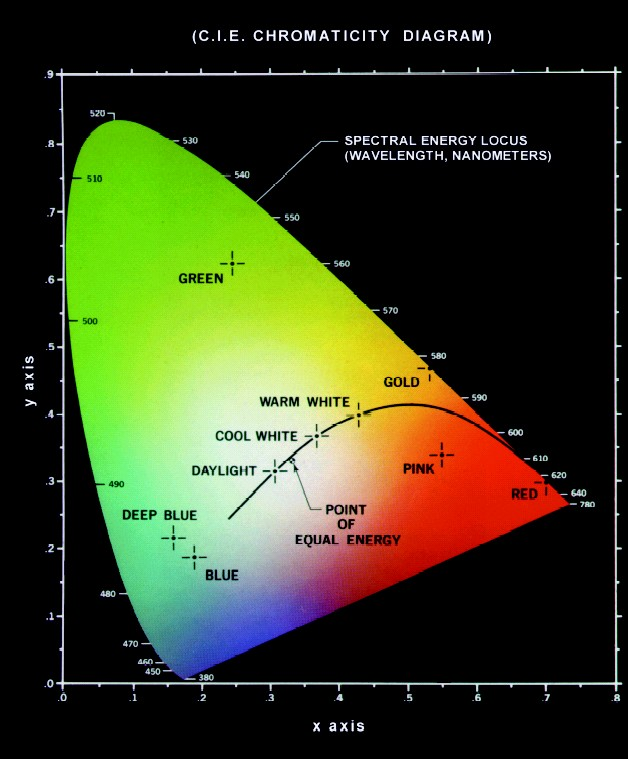 (C.I.E. CHROMATICITY DIAGRAM)
.9
520
530
SPECTRAL ENERGY LOCUS
(WAVELENGTH, NANOMETERS)
.8
510
540
.7
550
560
GREEN
.6
570
500
.5
580
GOLD
590
WARM WHITE
y axis
.4
COOL WHITE
600
610
DAYLIGHT
PINK
620
.3
490
RED
640
780
DEEP BLUE
POINT
OF
EQUAL ENERGY
.2
BLUE
480
.1
470
460
450
380
.0
.0
.1
.2
.3
.4
.5
.6
.7
.8
x axis